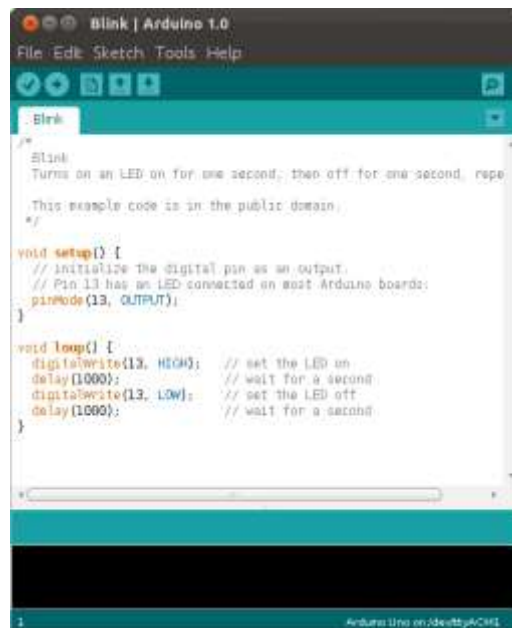 Blink | Arduino 1.0
File Edit Sketch Tools Help
Blink
/*
Blink
Turns on an LED on for one second, then off for one second, repe
This example code is in the public domain.
*/
void setup() {
// initialize the digital pin as an output.
// Pin 13 has an LED connected on most Arduino boards:
pinMode(13, OUTPUT);
}
void loop() {
digitalWrite(13, HIGH); // set the LED on
delay(1000); // wait for a second
digitalWrite(13, LOW); // set the LED off
delay(1000); // wait for a second
}
1 Arduino Uno on /dev/ttyACM1